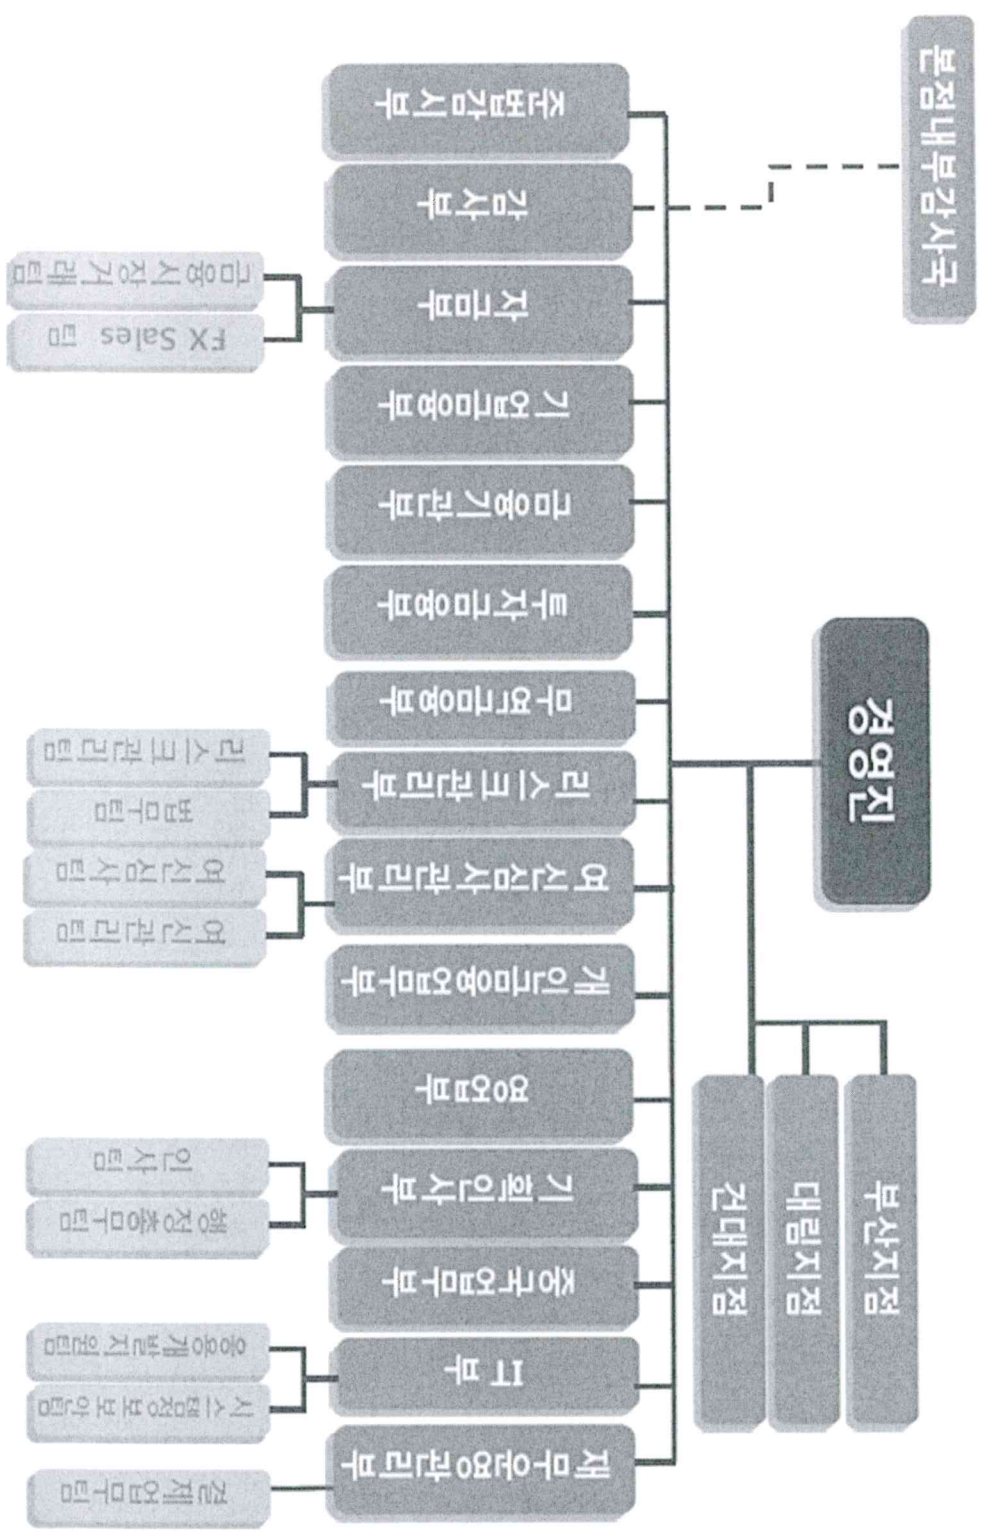 본점내부감사국
경영진
부산지점
대림지점
건대지점
준법감시부
감사부
자금부
기업금융부
금융기관부
투자금융부
무역금융부
리스크관리부
여신심사관리부
개인금융업무부
영업부
기획인사부
중국업무부
IT 부
재무운영관리부
금융시장거래팀
FX Sales 팀
리스크관리팀
법무팀
여신심사팀
여신관리팀
인사팀
행정총무팀
응용개발지원팀
시스템정보보안팀
결제업무팀